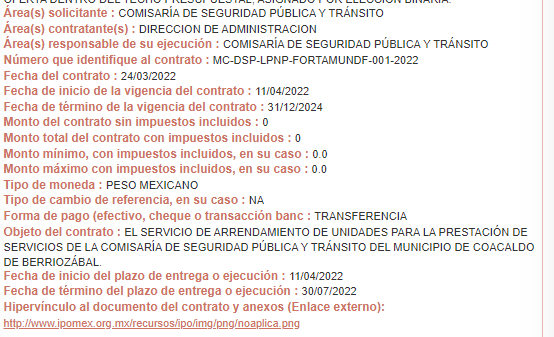 OFERTA DENTRO DEL TECHO PRESUPUESTAL, ASIGNADO POR ELECCIÓN BINARIA.
Área(s) solicitante : COMISARÍA DE SEGURIDAD PÚBLICA Y TRÁNSITO
Área(s) contratante(s) : DIRECCION DE ADMINISTRACION
Área(s) responsable de su ejecución : COMISARÍA DE SEGURIDAD PÚBLICA Y TRÁNSITO
Número que identifique al contrato : MC-DSP-LPNP-FORTAMUNDF-001-2022
Fecha del contrato : 24/03/2022
Fecha de inicio de la vigencia del contrato : 11/04/2022
Fecha de término de la vigencia del contrato : 31/12/2024
Monto del contrato sin impuestos incluidos : 0
Monto total del contrato con impuestos incluidos : 0
Monto mínimo, con impuestos incluidos, en su caso : 0.0
Monto máximo con impuestos incluidos, en su caso : 0.0
Tipo de moneda : PESO MEXICANO
Tipo de cambio de referencia, en su caso : NA
Forma de pago (efectivo, cheque o transacción banc : TRANSFERENCIA
Objeto del contrato : EL SERVICIO DE ARRENDAMIENTO DE UNIDADES PARA LA PRESTACIÓN DE
SERVICIOS DE LA COMISARÍA DE SEGURIDAD PÚBLICA Y TRÁNSITO DEL MUNICIPIO DE COACALDO
DE BERRIOZÁBAL.
Fecha de inicio del plazo de entrega o ejecución : 11/04/2022
Fecha de término del plazo de entrega o ejecución : 30/07/2022
Hipervínculo al documento del contrato y anexos (Enlace externo):
http://www.ipomex.org.mx/recursos/ipo/img/png/noaplica.png